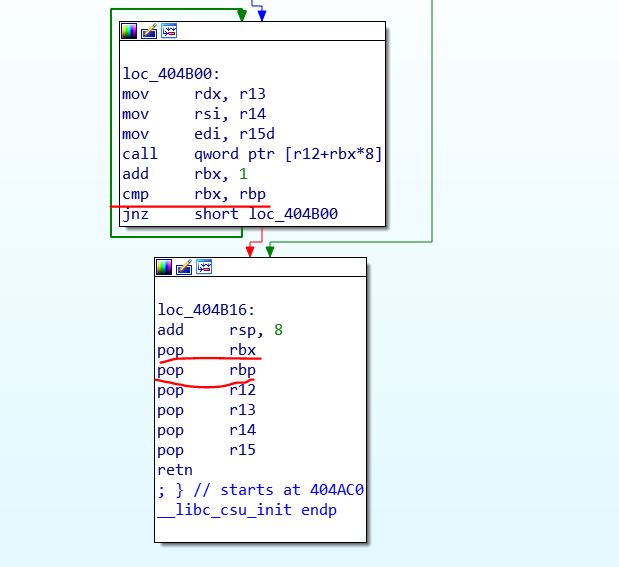 loc_404B00:
mov rdx, r13
mov rsi, r14
mov edi, r15d
call qword ptr [r12+rbx*8]
add rbx, 1
cmp rbx, rbp
jnz short loc_404B00
loc_404B16:
add rsp, 8
pop rbx
pop rbp
pop r12
pop r13
pop r14
pop r15
retn
; } // starts at 404AC0
__libc_csu_init endp